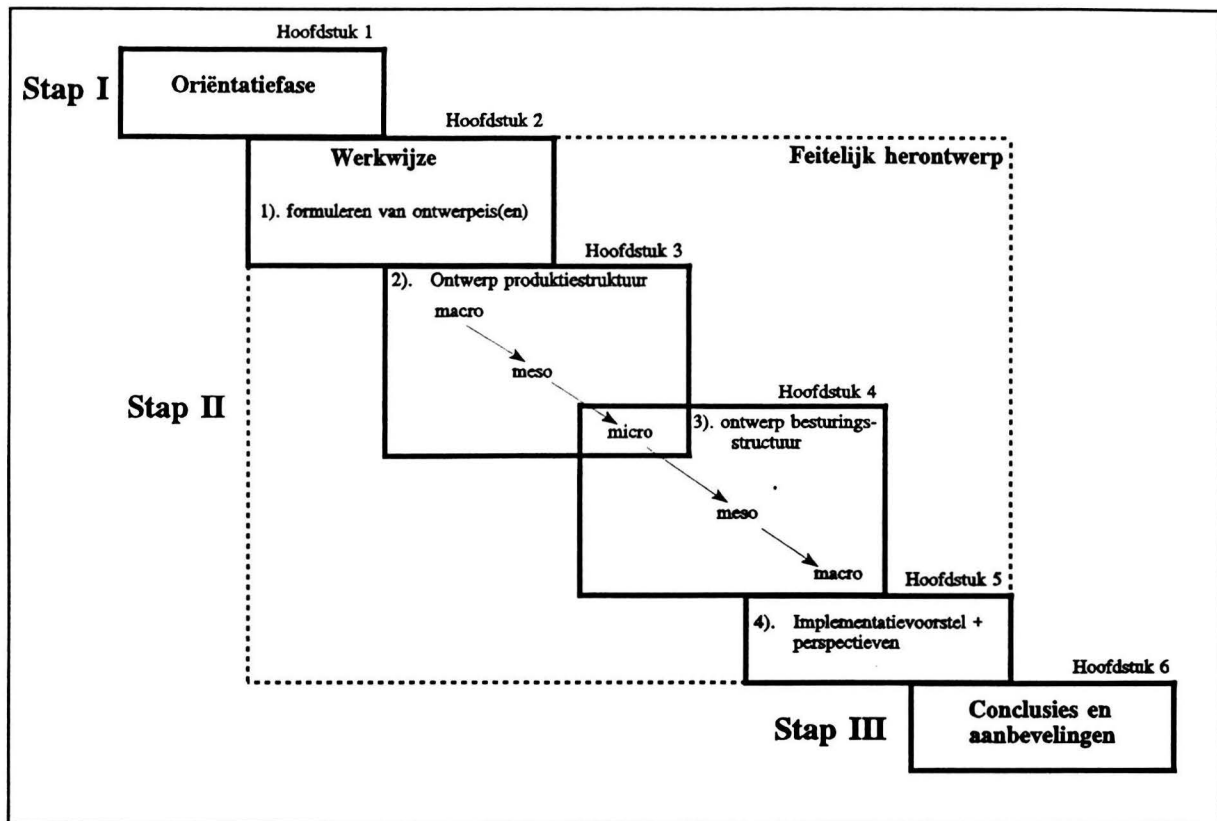 Hoofdstuk 1
Stap I
Oriëntatiefase
Hoofdstuk 2
Werkwijze
Feitelijk herontwerp
1). formuleren van ontwerpeis(en)
Hoofdstuk 3
2). Ontwerp produktiestruktuur
macro
meso
Stap II
Hoofdstuk 4
micro
3). ontwerp besturings-
structuur
meso
macro
Hoofdstuk 5
4). Implementatievoorstel +
perspectieven
Hoofdstuk 6
Stap III
Conclusies en
aanbevelingen